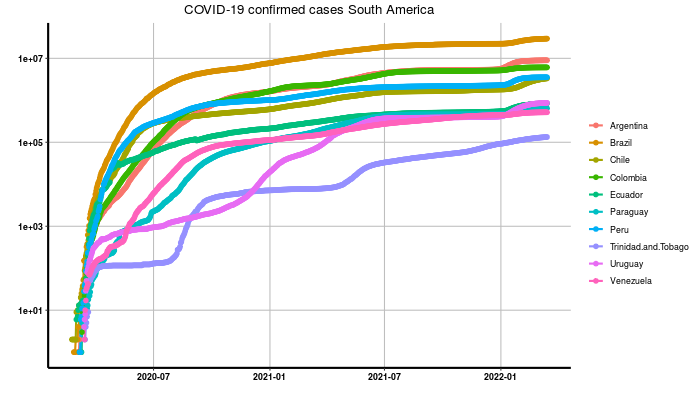 COVID-19 confirmed cases South America
1e+07
1e+05
1e+03
1e+01
2020-07
2021-01
2021-07
2022-01
Argentina
Brazil
Chile
Colombia
Ecuador
Paraguay
Peru
Trinidad.and.Tobago
Uruguay
Venezuela